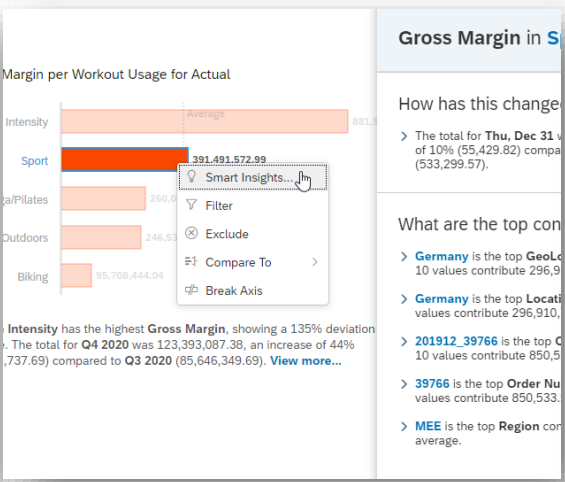 Margin per Workout Usage for Actual
Average
Intensity
Sport
391,491,572.99
Outdoors
Biking
95,708,444.04
Smart Insights...
Filter
Exclude
Compare To
Break Axis
Intensity has the highest Gross Margin, showing a 135% deviation
The total for Q4 2020 was 123,393,087.38, an increase of 44%
,737.69) compared to Q3 2020 (85,646,349.69). View more...
Gross Margin in
How has this change
The total for Thu, Dec 31
of 10% (55,429.82) compa
(533,299.57).
What are the top con
Germany is the top GeoLo
10 values contribute 296,9
Germany is the top Locati
values contribute 296,910,
201912_39766 is the top
10 values contribute 850,5
39766 is the top Order Nu
values contribute 850,533.
MEE is the top Region con
average.